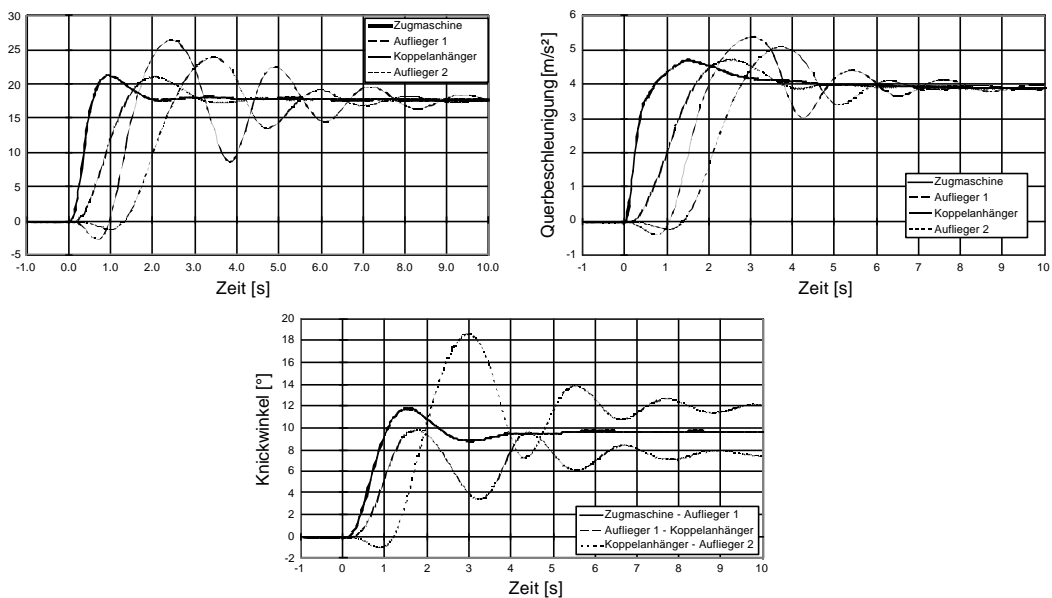 30
25
20
15
10
5
0
-5
-1.0 0.0 1.0 2.0 3.0 4.0 5.0 6.0 7.0 8.0 9.0 10.0
Zeit [s]
Zugmaschine
Auflieger 1
Koppelanhänger
Auflieger 2
Querbeschleunigung [m/s²]
6
5
4
3
2
1
0
-1
-1 0 1 2 3 4 5 6 7 8 9 10
Zeit [s]
Zugmaschine
Auflieger 1
Koppelanhänger
Auflieger 2
Knickwinkel [°]
20
18
16
14
12
10
8
6
4
2
0
-2
-1 0 1 2 3 4 5 6 7 8 9 10
Zeit [s]
Zugmaschine - Auflieger 1
Auflieger 1 - Koppelanhänger
Koppelanhänger - Auflieger 2